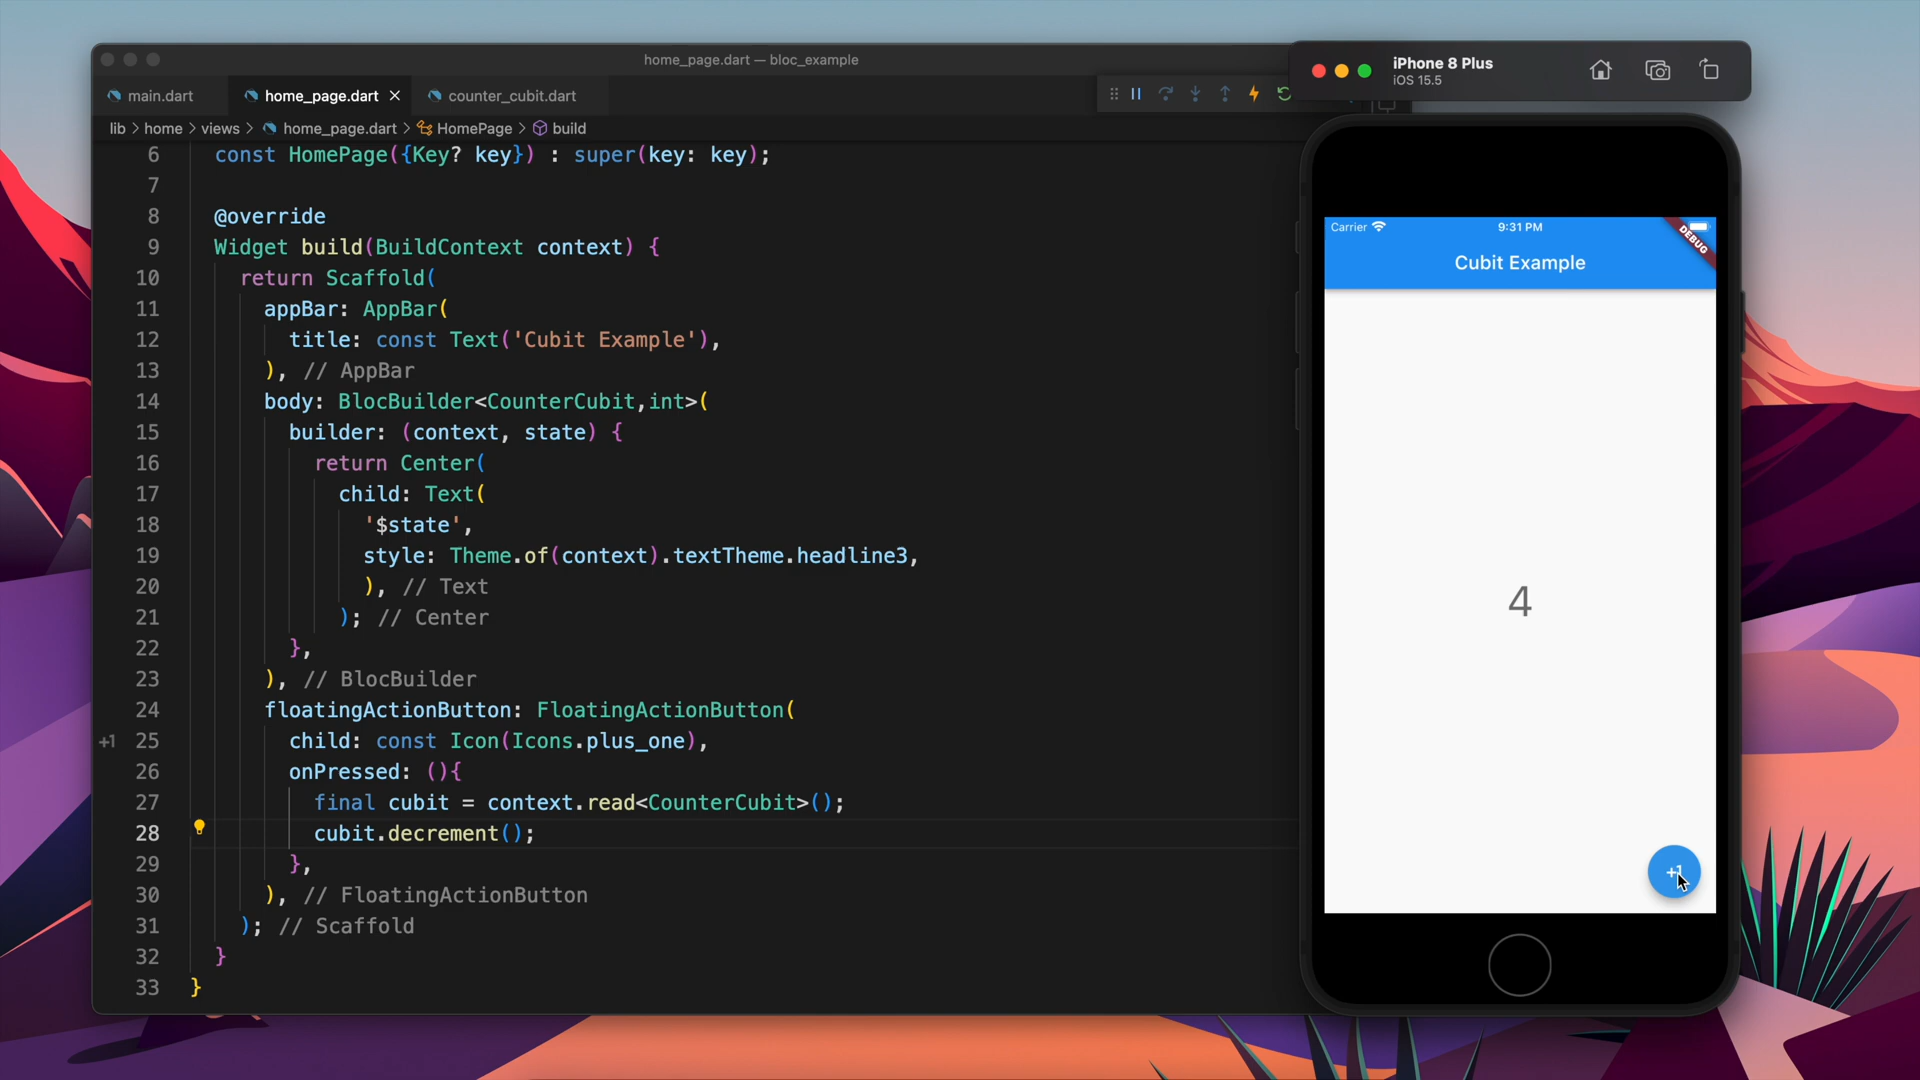 home_page.dart — bloc_example
main.dart
home_page.dart
counter_cubit.dart
lib > home > views > home_page.dart > HomePage > build
6 const HomePage({Key? key}) : super(key: key);
7
8 @override
9 Widget build(BuildContext context) {
10 return Scaffold(
11 appBar: AppBar(
12 title: const Text('Cubit Example'),
13 ), // AppBar
14 body: BlocBuilder<CounterCubit,int>(
15 builder: (context, state) {
16 return Center(
17 child: Text(
18 '$state',
19 style: Theme.of(context).textTheme.headline3,
20 ), // Text
21 ); // Center
22 },
23 ), // BlocBuilder
24 floatingActionButton: FloatingActionButton(
+1 25 child: const Icon(Icons.plus_one),
26 onPressed: (){
27 final cubit = context.read<CounterCubit>();
28 cubit.decrement();
29 },
30 ), // FloatingActionButton
31 ); // Scaffold
32 }
33 }
iPhone 8 Plus
iOS 15.5
Carrier
9:31 PM
DEBUG
Cubit Example
4
+1